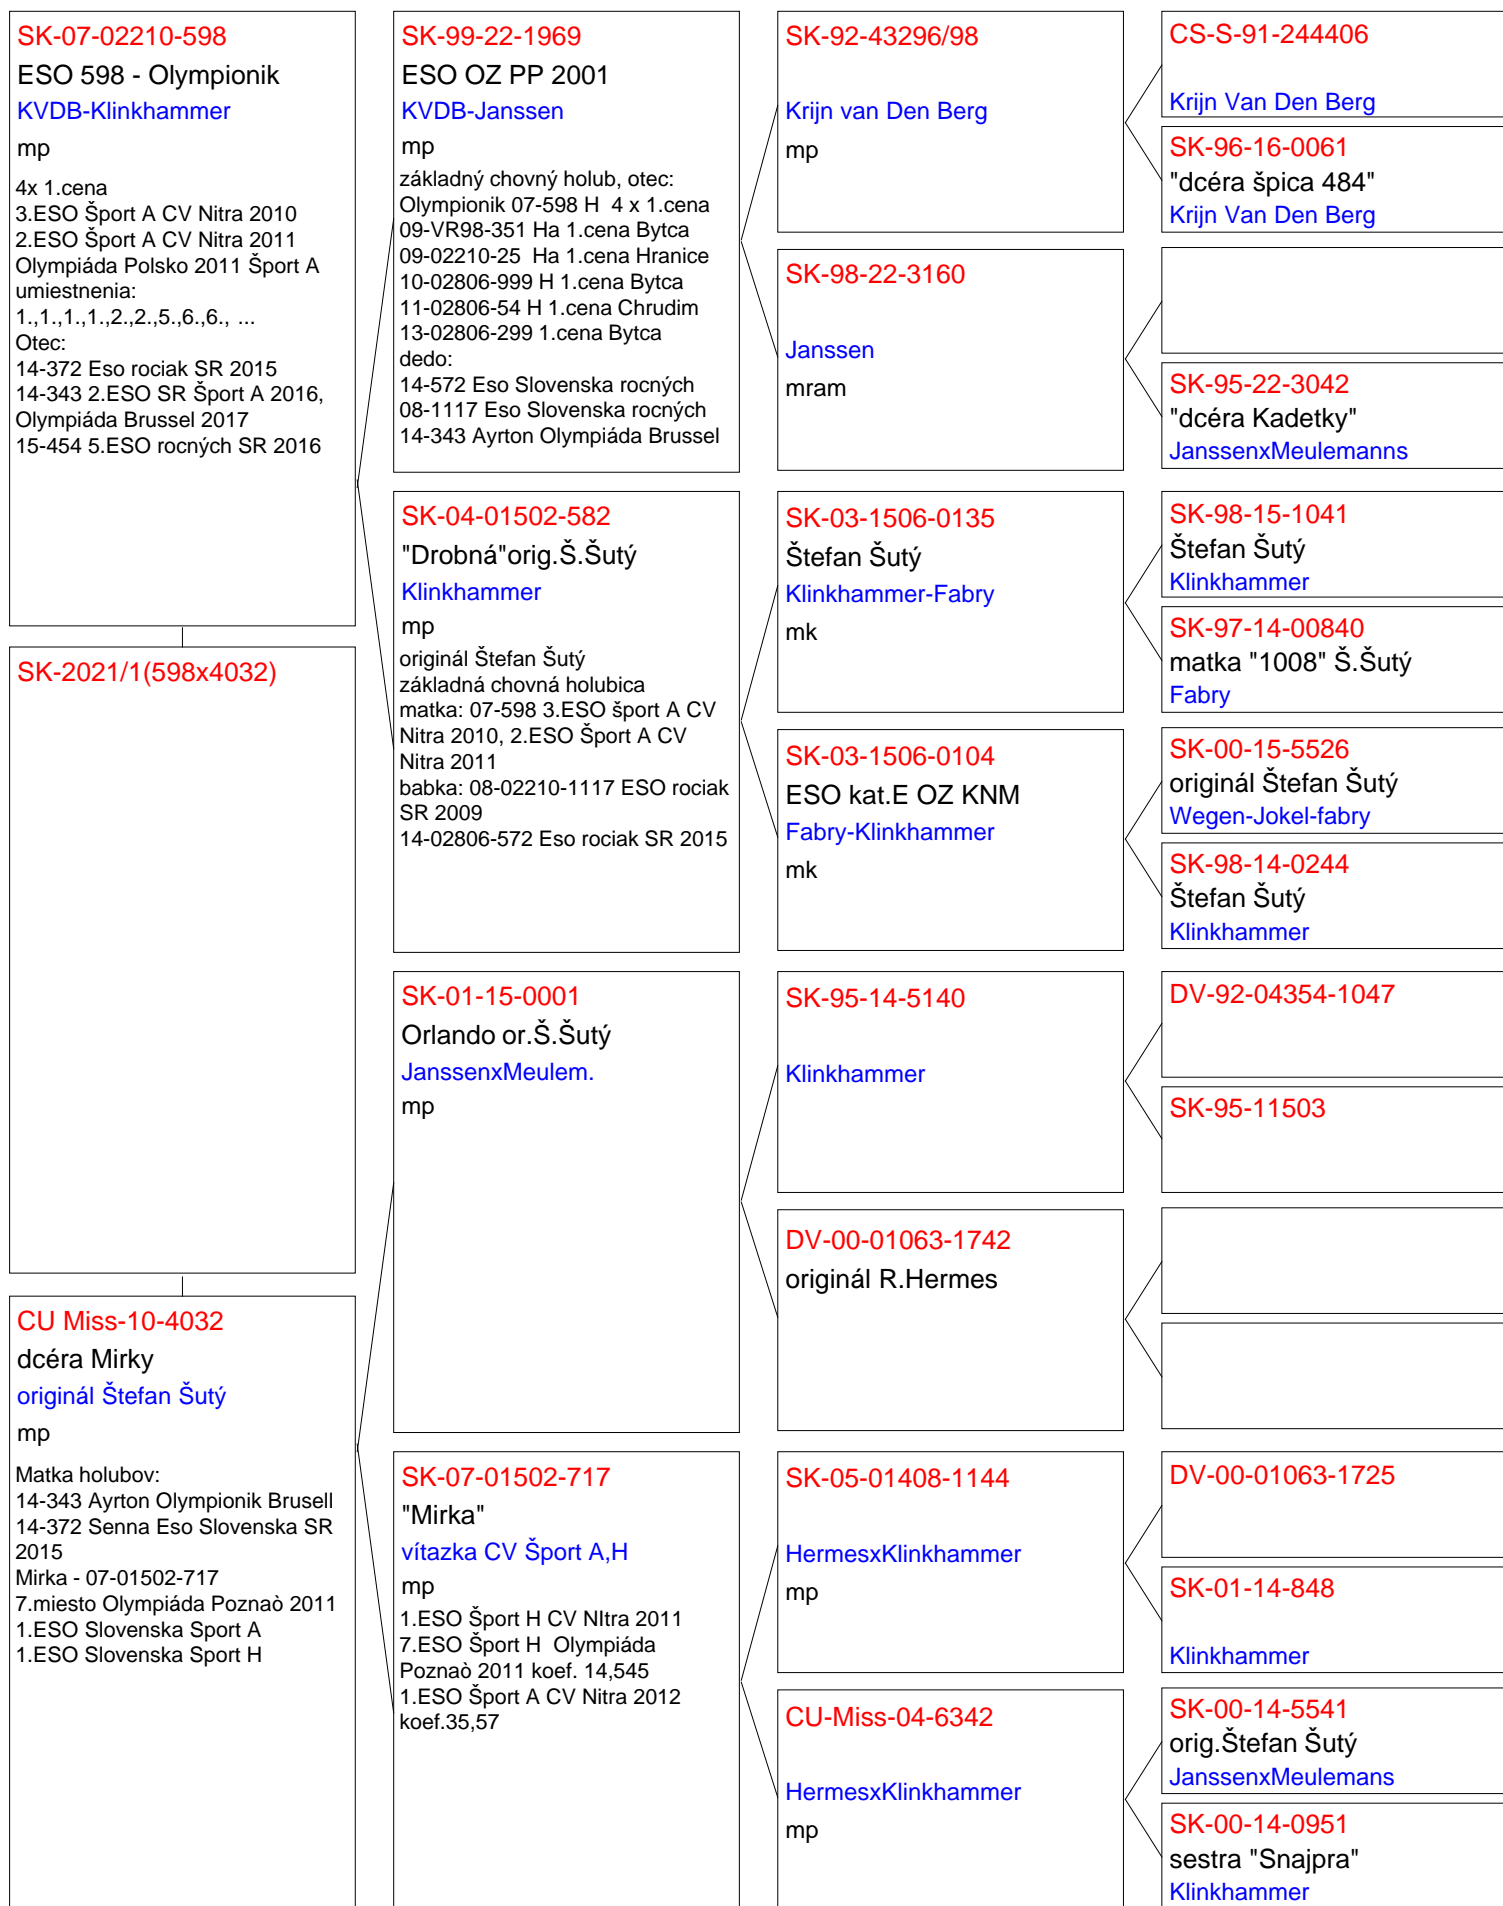 SK-07-02210-598
ESO 598 - Olympionik
KVDB-Klinkhammer
mp
4x 1.cena
3.ESO Šport A CV Nitra 2010
2.ESO Šport A CV Nitra 2011
Olympiáda Polsko 2011 Šport A
umiestnenia:
1.,1.,1.,1.,2.,2.,5.,6.,6., ...
Otec:
14-372 Eso rociak SR 2015
14-343 2.ESO SR Šport A 2016,
Olympiáda Brussel 2017
15-454 5.ESO rocných SR 2016
SK-2021/1(598x4032)
CU Miss-10-4032
dcéra Mirky
originál Štefan Šutý
mp
Matka holubov:
14-343 Ayrton Olympionik Brusell
14-372 Senna Eso Slovenska SR
2015
Mirka - 07-01502-717
7.miesto Olympiáda Poznaò 2011
1.ESO Slovenska Sport A
1.ESO Slovenska Sport H
SK-99-22-1969
ESO OZ PP 2001
KVDB-Janssen
mp
základný chovný holub, otec:
Olympionik 07-598 H  4 x 1.cena
09-VR98-351 Ha 1.cena Bytca
09-02210-25  Ha 1.cena Hranice
10-02806-999 H 1.cena Bytca
11-02806-54 H 1.cena Chrudim
13-02806-299 1.cena Bytca
dedo:
14-572 Eso Slovenska rocných
08-1117 Eso Slovenska rocných
14-343 Ayrton Olympiáda Brussel
SK-04-01502-582
"Drobná"orig.Š.Šutý
Klinkhammer
mp
originál Štefan Šutý
základná chovná holubica
matka: 07-598 3.ESO šport A CV
Nitra 2010, 2.ESO Šport A CV
Nitra 2011
babka: 08-02210-1117 ESO rociak
SR 2009
14-02806-572 Eso rociak SR 2015
SK-01-15-0001
Orlando or.Š.Šutý
JanssenxMeulem.
mp
SK-07-01502-717
"Mirka"
vítazka CV Šport A,H
mp
1.ESO Šport H CV NItra 2011
7.ESO Šport H  Olympiáda
Poznaò 2011 koef. 14,545
1.ESO Šport A CV Nitra 2012
koef.35,57
SK-92-43296/98
Krijn van Den Berg
mp
SK-98-22-3160
Janssen
mram
SK-03-1506-0135
Štefan Šutý
Klinkhammer-Fabry
mk
SK-03-1506-0104
ESO kat.E OZ KNM
Fabry-Klinkhammer
mk
SK-95-14-5140
Klinkhammer
DV-00-01063-1742
originál R.Hermes
SK-05-01408-1144
HermesxKlinkhammer
mp
CU-Miss-04-6342
HermesxKlinkhammer
mp
CS-S-91-244406
Krijn Van Den Berg
SK-96-16-0061
"dcéra špica 484"
Krijn Van Den Berg
SK-95-22-3042
"dcéra Kadetky"
JanssenxMeulemanns
SK-98-15-1041
Štefan Šutý
Klinkhammer
SK-97-14-00840
matka "1008" Š.Šutý
Fabry
SK-00-15-5526
originál Štefan Šutý
Wegen-Jokel-fabry
SK-98-14-0244
Štefan Šutý
Klinkhammer
DV-92-04354-1047
SK-95-11503
DV-00-01063-1725
SK-01-14-848
Klinkhammer
SK-00-14-5541
orig.Štefan Šutý
JanssenxMeulemans
SK-00-14-0951
sestra "Snajpra"
Klinkhammer